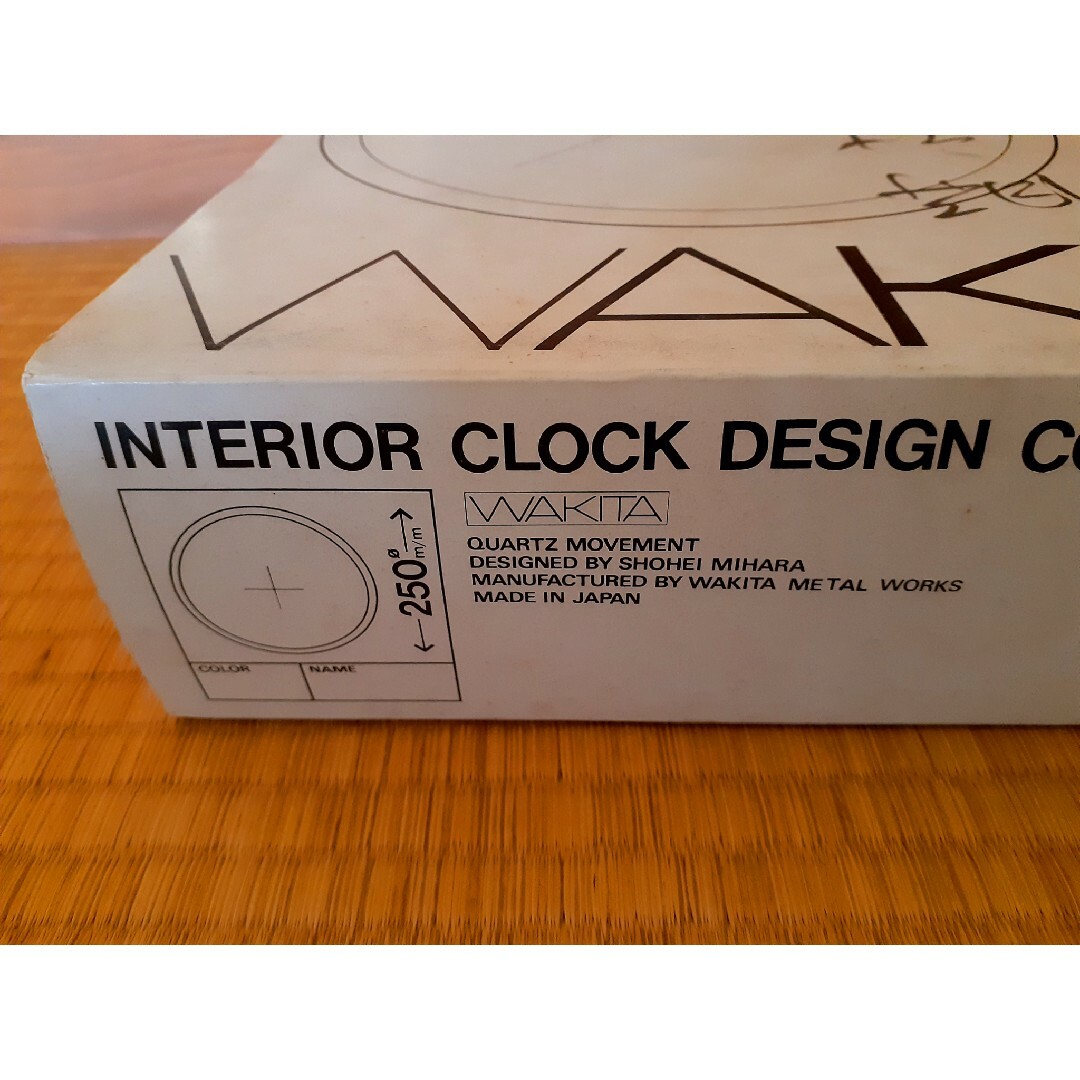 WAK
INTERIOR CLOCK DESIGN CO
WAKITA
QUARTZ MOVEMENT
DESIGNED BY SHOHEI MIHARA
MANUFACTURED BY WAKITA METAL WORKS
MADE IN JAPAN
250ø m/m
COLOR
NAME